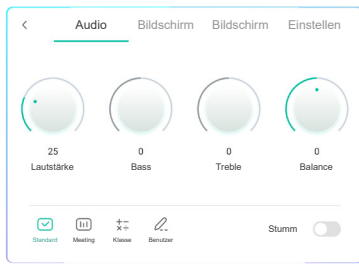 Audio Bildschirm Bildschirm Einstellen
25 0 0 0
Lautstärke Bass Treble Balance
Standard Meeting Klasse Benutzer Stumm